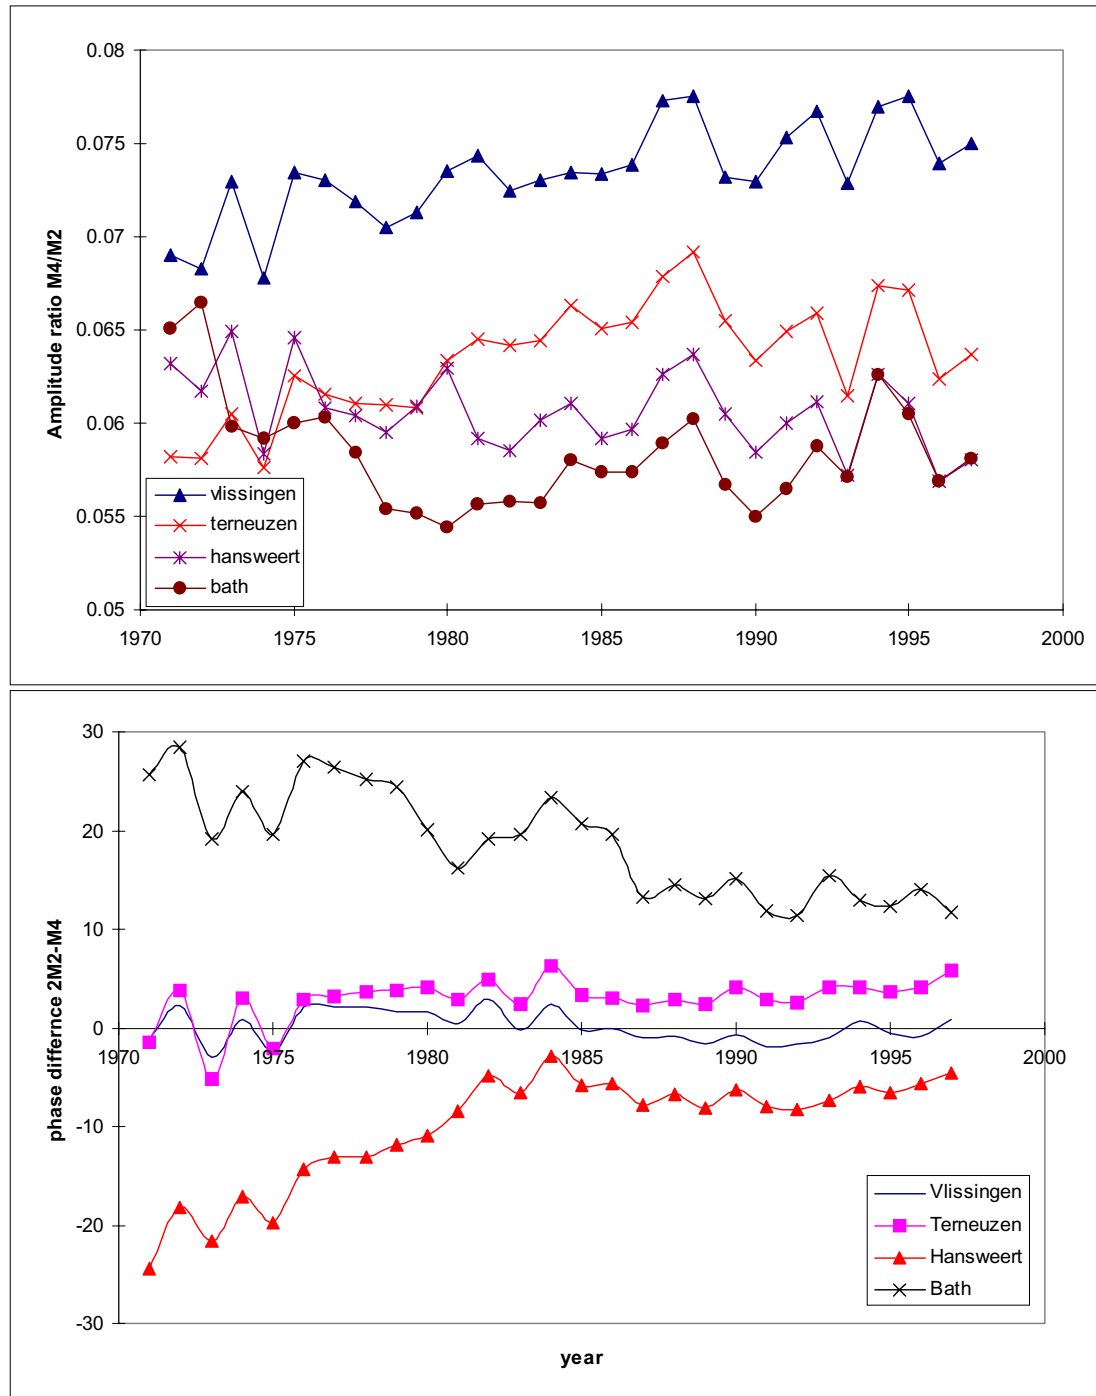 0.08
0.075
0.07
0.065
0.06
0.055
0.05
Amplitude ratio M4/M2
vlissingen
terneuzen
hansweert
bath
1970 1975 1980 1985 1990 1995 2000
30
20
10
0
-10
-20
-30
phase differnce 2M2-M4
1970 1975 1980 1985 1990 1995 2000
Vlissingen
Terneuzen
Hansweert
Bath
year